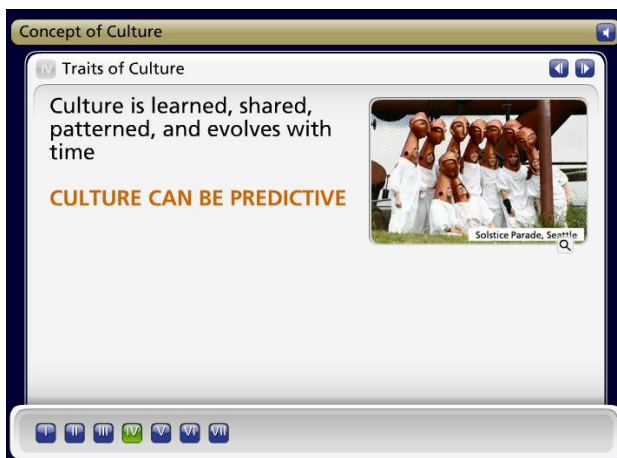 Concept of Culture
IV Traits of Culture
Culture is learned, shared,
patterned, and evolves with
time
CULTURE CAN BE PREDICTIVE
Solstice Parade, Seattle
I II III IV V VI VII